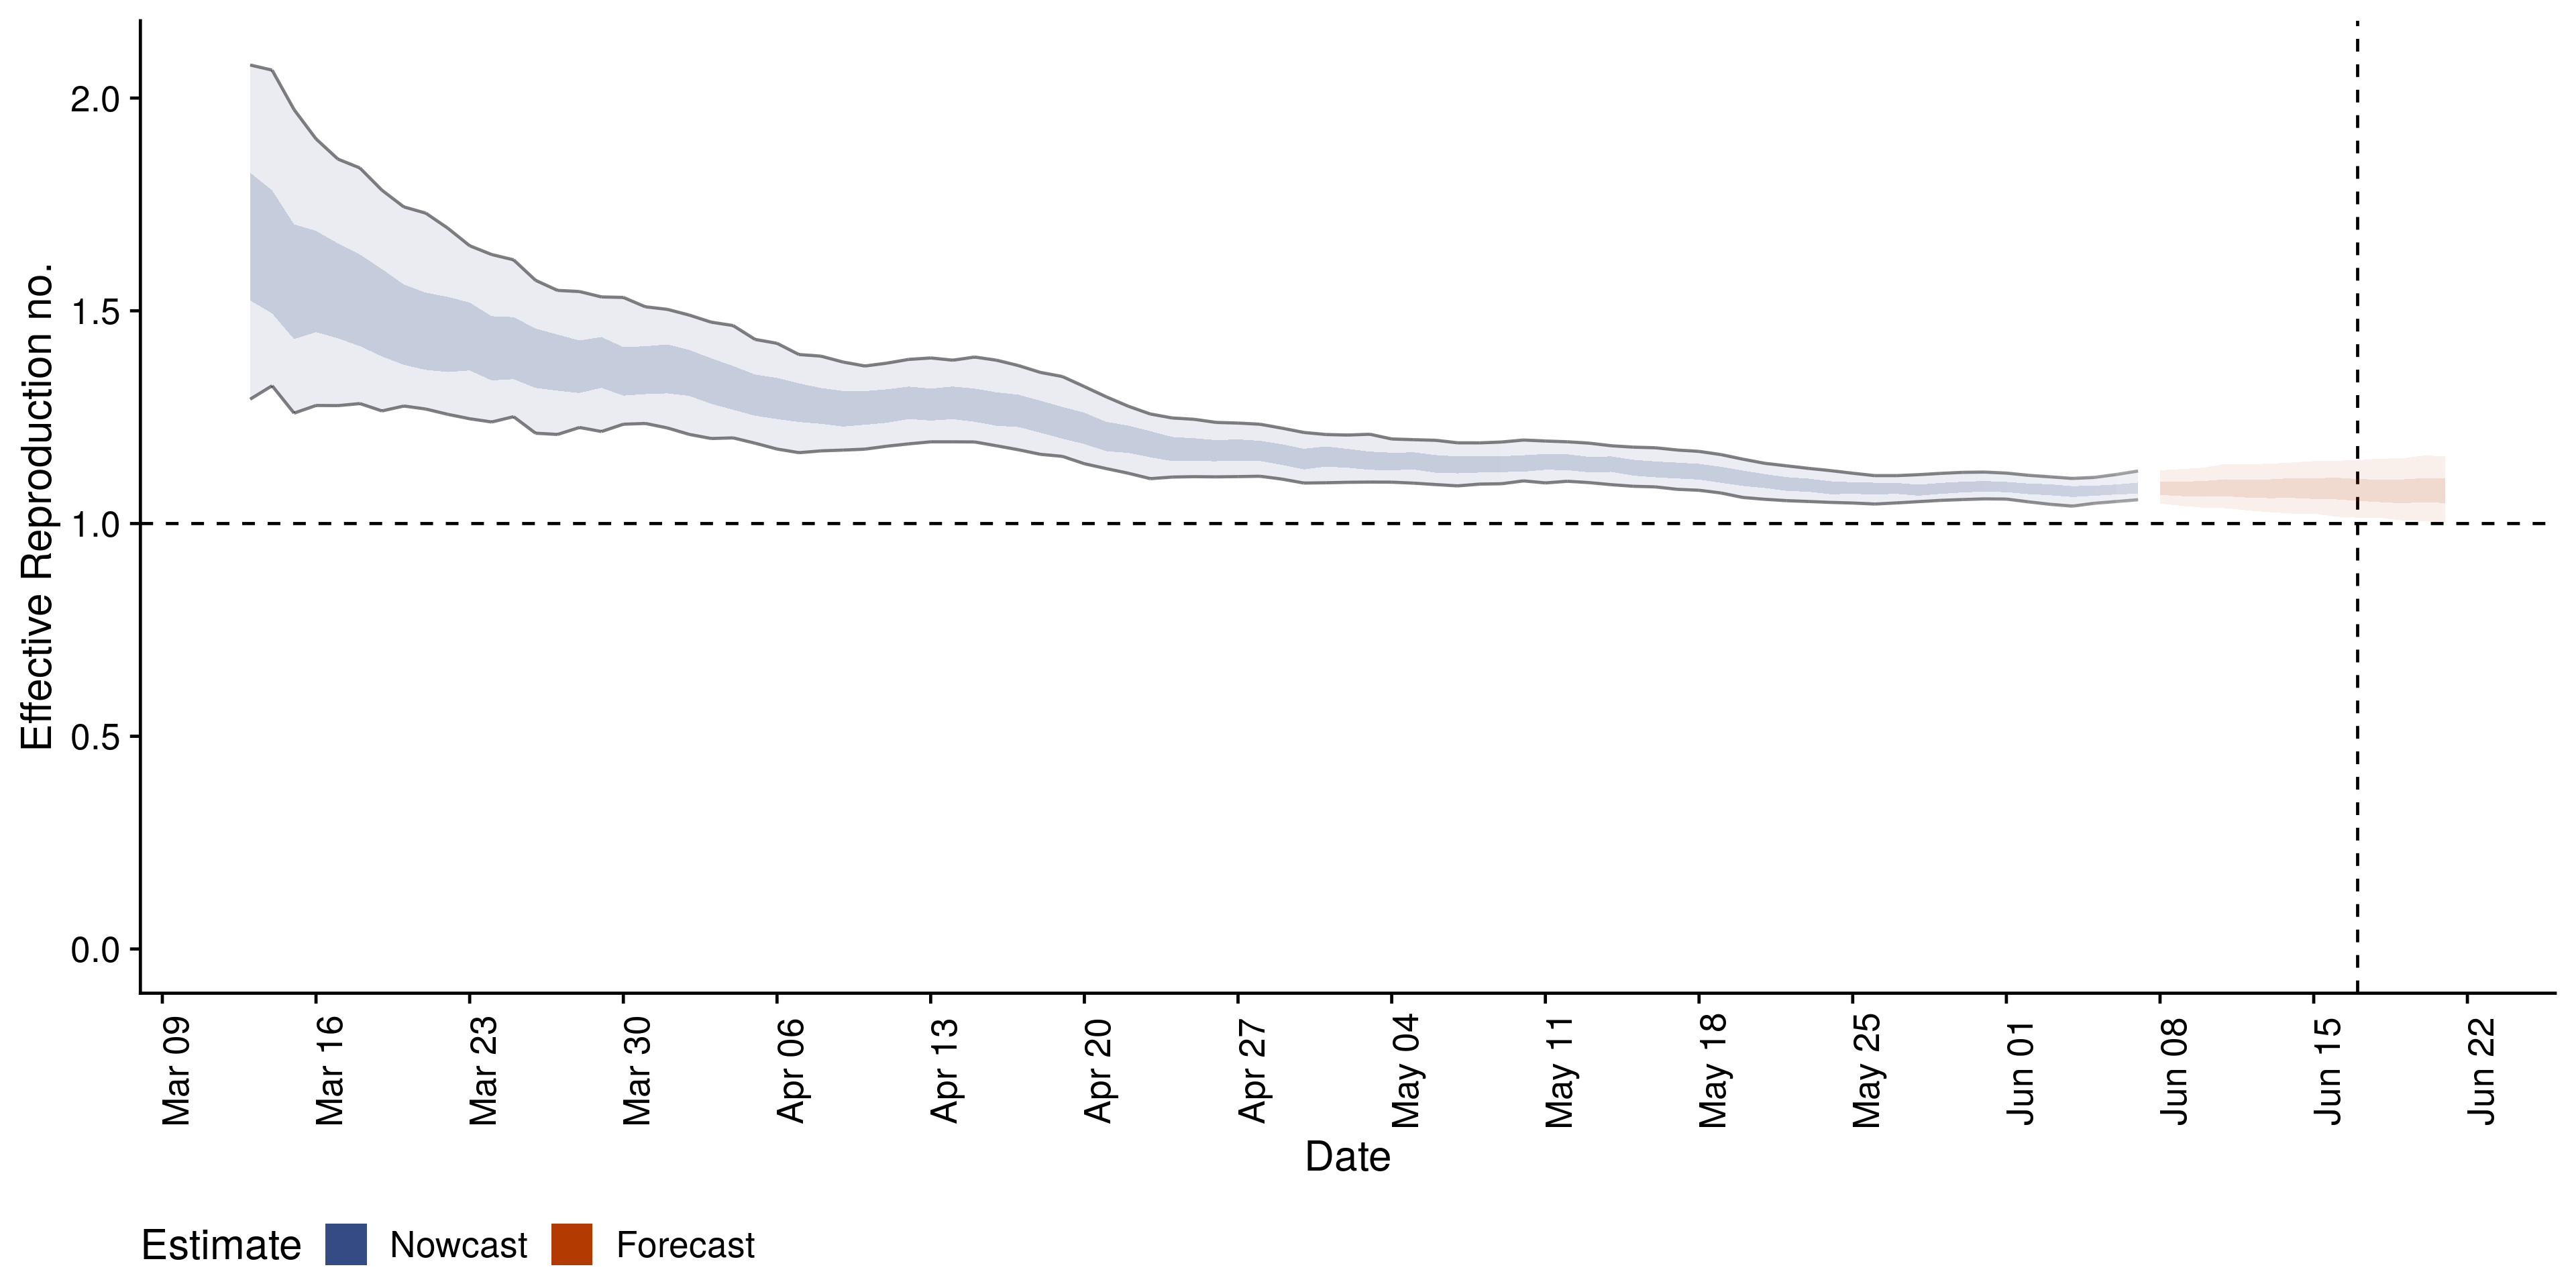 Effective Reproduction no.
2.0
1.5
1.0
0.5
0.0
Mar 09
Mar 16
Mar 23
Mar 30
Apr 06
Apr 13
Apr 20
Apr 27
May 04
May 11
May 18
May 25
Jun 01
Jun 08
Jun 15
Jun 22
Date
Estimate Nowcast Forecast